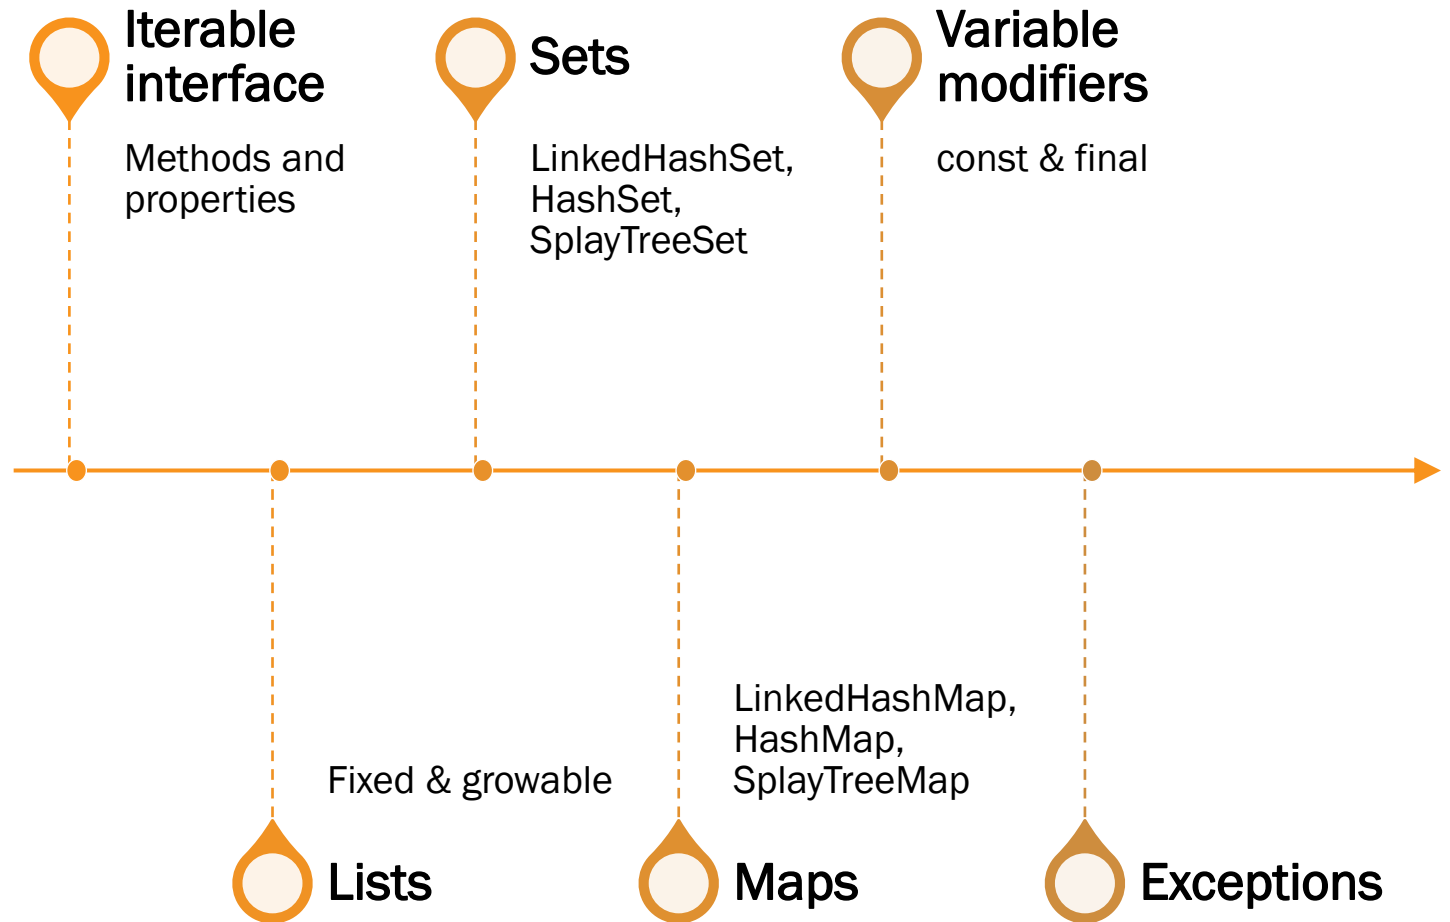 Iterable
interface
Methods and
properties
Sets
LinkedHashSet,
HashSet,
SplayTreeSet
Variable
modifiers
const & final
Fixed & growable
Lists
LinkedHashMap,
HashMap,
SplayTreeMap
Maps
Exceptions